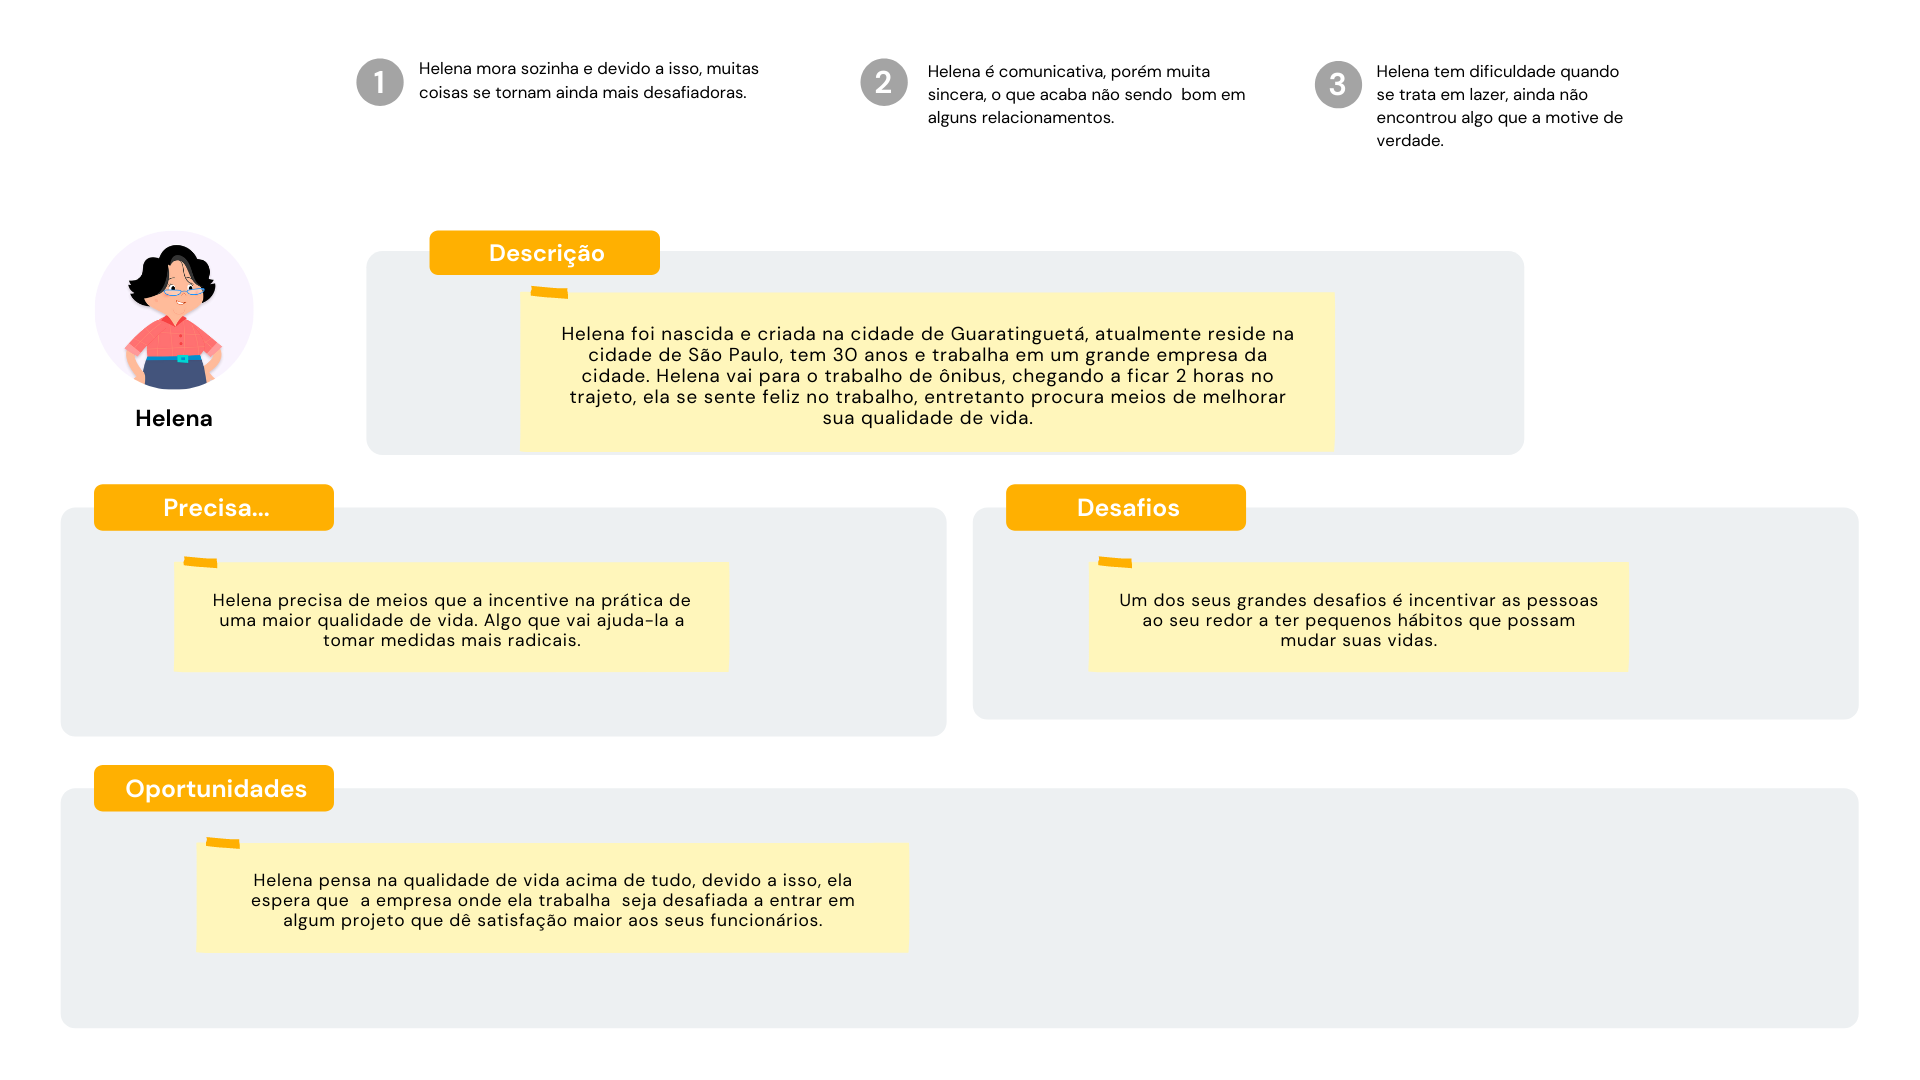 1
Helena mora sozinha e devido a isso, muitas
coisas se tornam ainda mais desafiadoras.
2
Helena é comunicativa, porém muita
sincera, o que acaba não sendo  bom em
alguns relacionamentos.
3
Helena tem dificuldade quando
se trata em lazer, ainda não
encontrou algo que a motive de
verdade.
Helena
Descrição
Helena foi nascida e criada na cidade de Guaratinguetá, atualmente reside na
cidade de São Paulo, tem 30 anos e trabalha em um grande empresa da
cidade. Helena vai para o trabalho de ônibus, chegando a ficar 2 horas no
trajeto, ela se sente feliz no trabalho, entretanto procura meios de melhorar
sua qualidade de vida.
Precisa...
Helena precisa de meios que a incentive na prática de
uma maior qualidade de vida. Algo que vai ajuda-la a
tomar medidas mais radicais.
Desafios
Um dos seus grandes desafios é incentivar as pessoas
ao seu redor a ter pequenos hábitos que possam
mudar suas vidas.
Oportunidades
Helena pensa na qualidade de vida acima de tudo, devido a isso, ela
espera que  a empresa onde ela trabalha  seja desafiada a entrar em
algum projeto que dê satisfação maior aos seus funcionários.